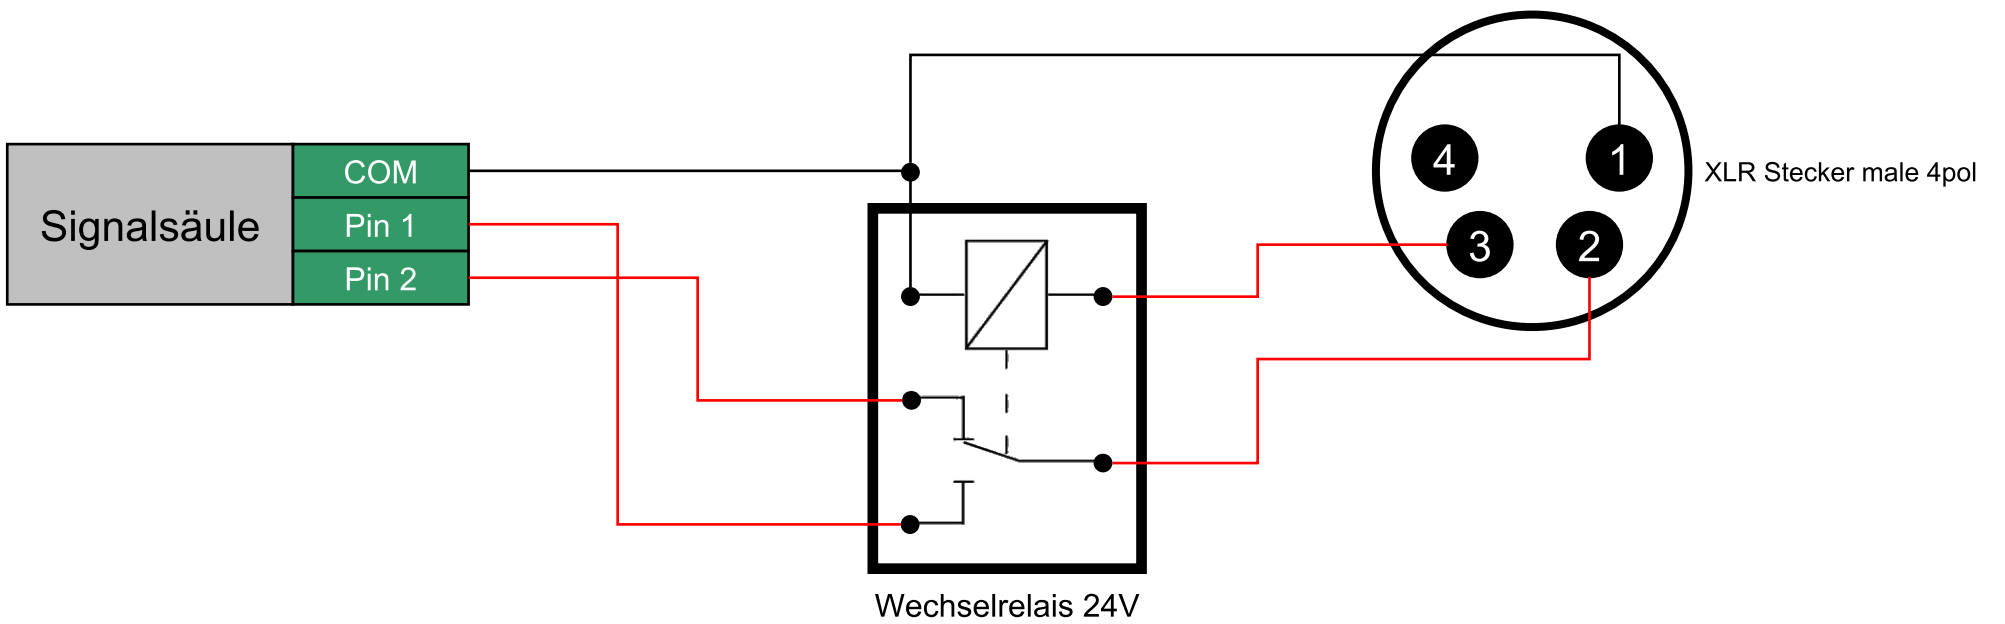 Signalsäule
COM
Pin 1
Pin 2
4
1
3
2
XLR Stecker male 4pol
Wechselrelais 24V